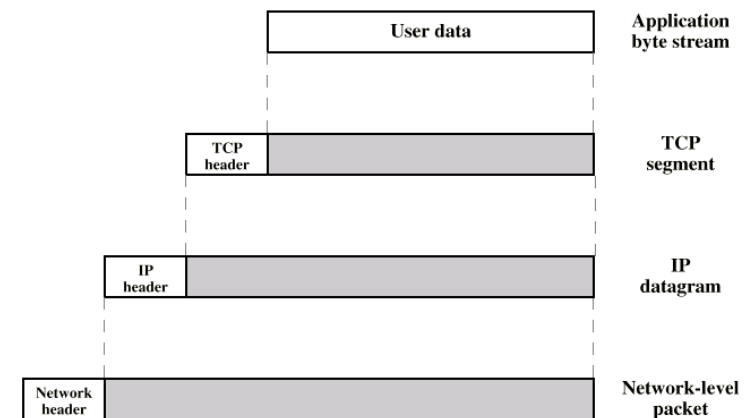 User data
Application
byte stream
TCP
header
TCP
segment
IP
header
IP
datagram
Network
header
Network-level
packet